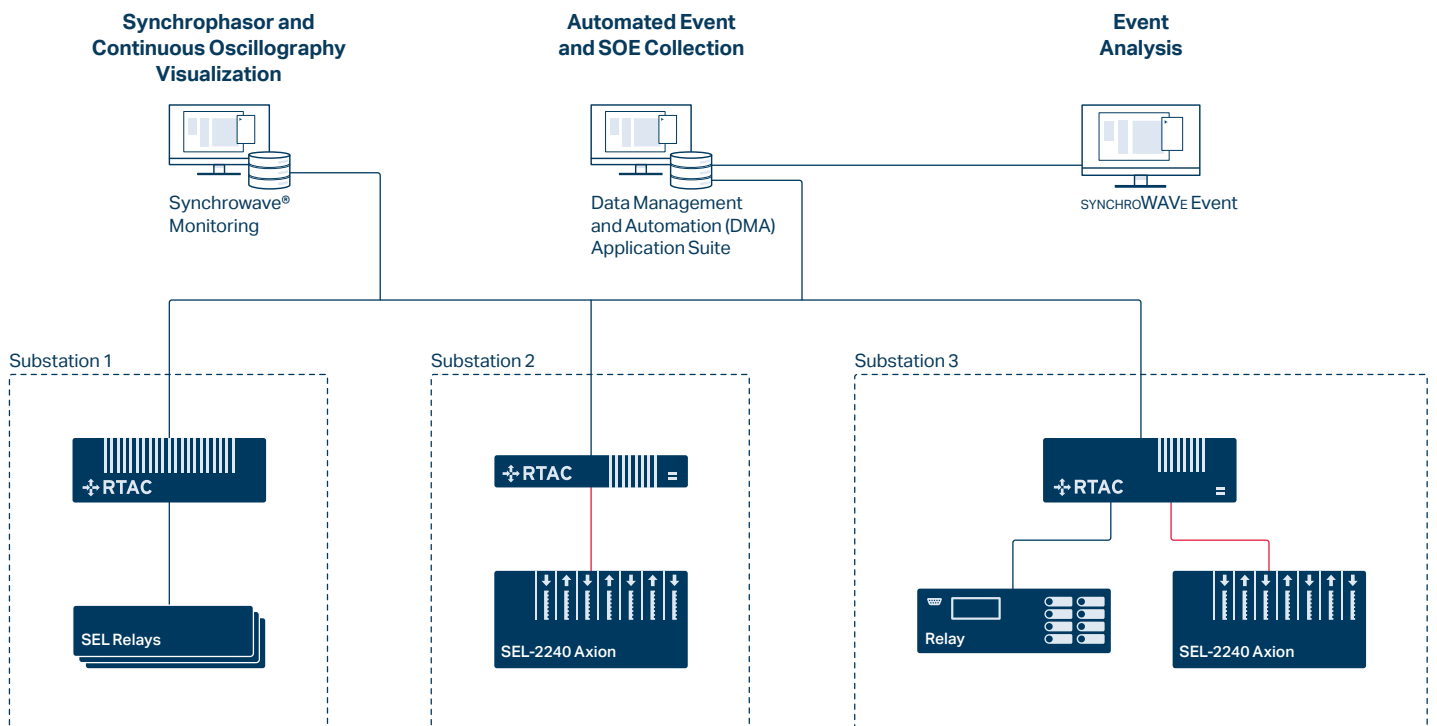 Synchrophasor and
Continuous Oscillography
Visualization
Automated Event
and SOE Collection
Event
Analysis
Synchrowave®
Monitoring
Data Management
and Automation (DMA)
Application Suite
SYNCHROWAVE Event
Substation 1
Substation 2
Substation 3
RTAC
RTAC
RTAC
SEL Relays
SEL-2240 Axion
Relay
SEL-2240 Axion